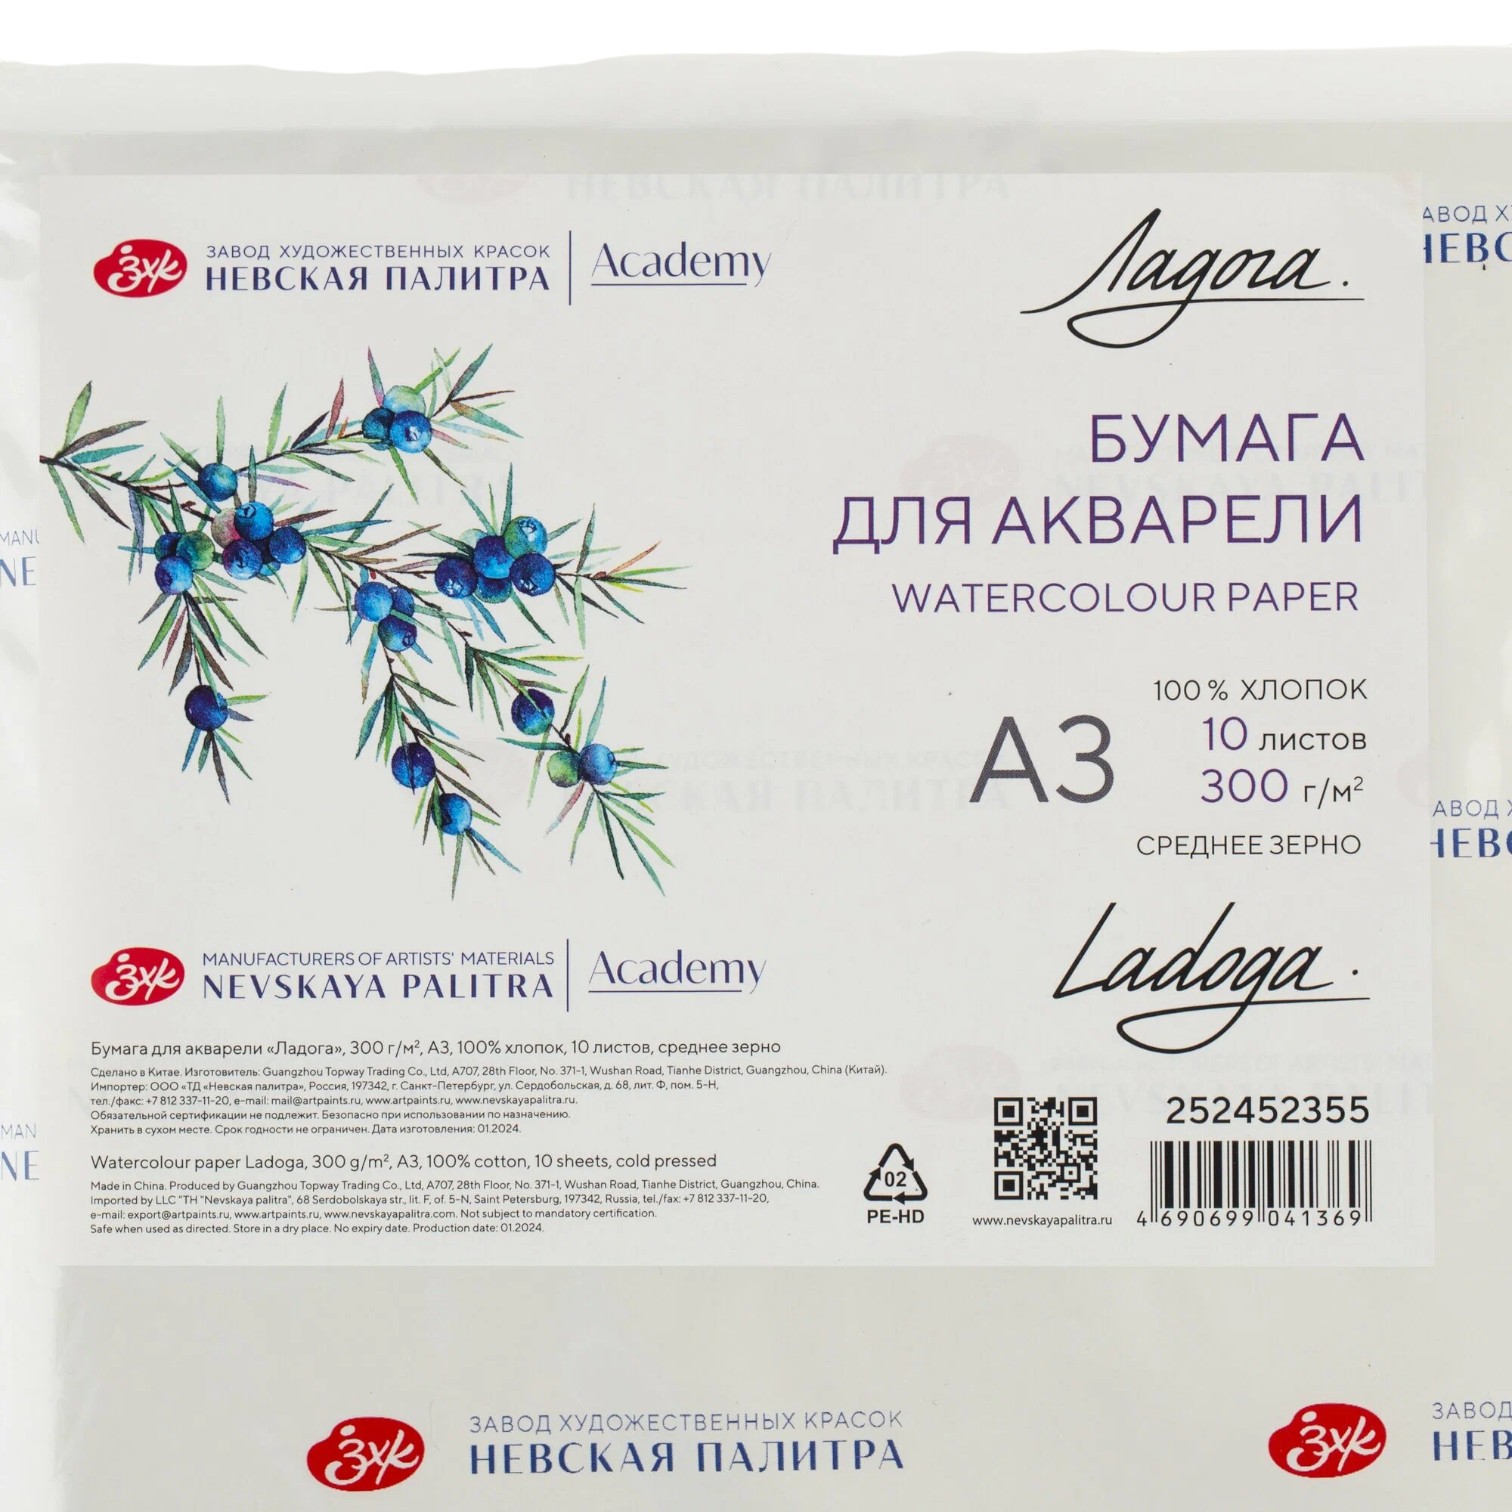 ЗАВОД ХУДОЖЕСТВЕННЫХ КРАСОК
НЕВСКАЯ ПАЛИТРА
Academy
Ладога.
БУМАГА
ДЛЯ АКВАРЕЛИ
WATERCOLOUR PAPER
100% ХЛОПОК
А3
10 листов
300 г/м²
СРЕДНЕЕ ЗЕРНО
Ladoga.
MANUFACTURERS OF ARTISTS' MATERIALS
NEVSKAYA PALITRA
Academy
Бумага для акварели «Ладога», 300 г/м², А3, 100% хлопок, 10 листов, среднее зерно
Сделано в Китае. Изготовитель: Guangzhou Topway Trading Co., Ltd, A707, 28th Floor, No. 371-1, Wushan Road, Tianhe District, Guangzhou, China (Китай).
Импортер: ООО «ТД «Невская палитра», Россия, 197342, г. Санкт-Петербург, ул. Сердобольская, д. 68, лит. Ф, пом. 5-Н,
тел./факс: +7 812 337-11-20, e-mail: mail@artpaints.ru, www.artpaints.ru, www.nevskayapalitra.ru.
Обязательной сертификации не подлежит. Безопасно при использовании по назначению.
Хранить в сухом месте. Срок годности не ограничен. Дата изготовления: 01.2024.
Watercolour paper Ladoga, 300 g/m², A3, 100% cotton, 10 sheets, cold pressed
Made in China. Produced by Guangzhou Topway Trading Co., Ltd, A707, 28th Floor, No. 371-1, Wushan Road, Tianhe District, Guangzhou, China.
Imported by LLC "TH "Nevskaya palitra", 68 Serdobolskaya str., lit. F, of. 5-N, Saint Petersburg, 197342, Russia, tel./fax: +7 812 337-11-20,
e-mail: export@artpaints.ru, www.artpaints.ru, www.nevskayapalitra.com. Not subject to mandatory certification.
Safe when used as directed. Store in a dry place. No expiry date. Production date: 01.2024.
02
PE-HD
www.nevskayapalitra.ru
252452355
4 690699 041369
ЗХК
ЗАВОД ХУДОЖЕСТВЕННЫХ КРАСОК
НЕВСКАЯ ПАЛИТРА
ЗХК